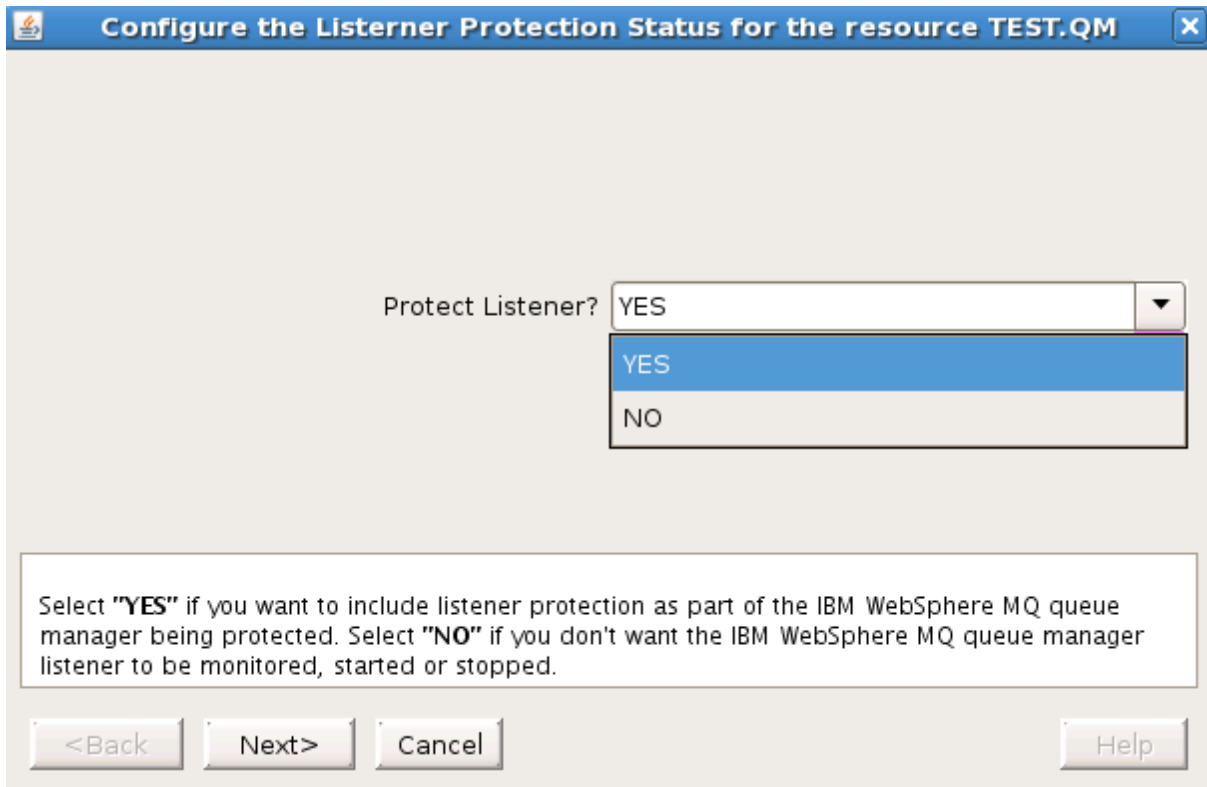 Configure the Listerner Protection Status for the resource TEST.QM
Protect Listener? YES
YES
NO
Select "YES" if you want to include listener protection as part of the IBM WebSphere MQ queue
manager being protected. Select "NO" if you don't want the IBM WebSphere MQ queue manager
listener to be monitored, started or stopped.
<Back Next> Cancel Help